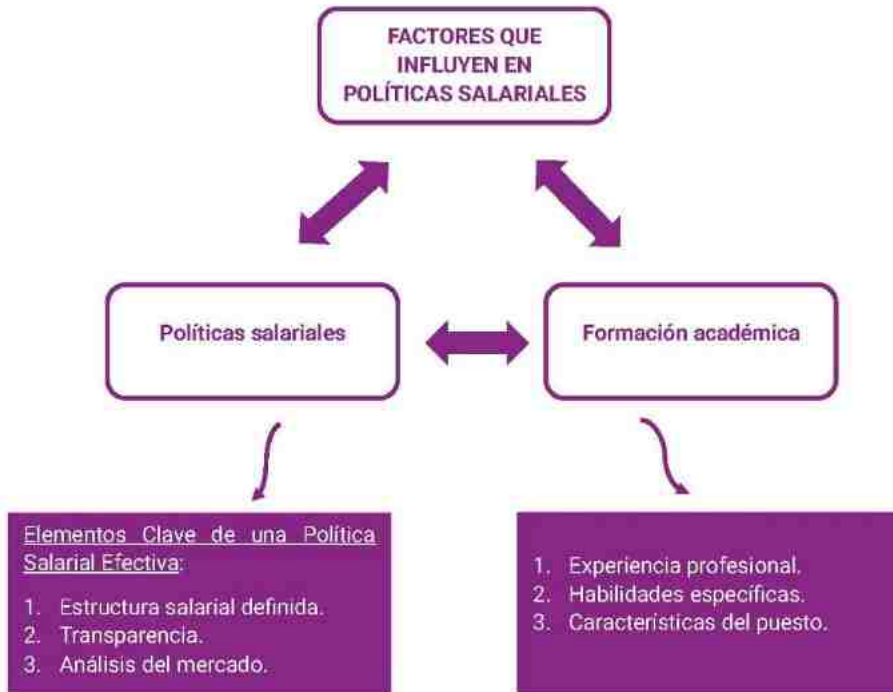 FACTORES QUE
INFLUYEN EN
POLÍTICAS SALARIALES
Políticas salariales
Formación académica
Elementos Clave de una Política
Salarial Efectiva:
1. Estructura salarial definida.
2. Transparencia.
3. Análisis del mercado.
1. Experiencia profesional.
2. Habilidades específicas.
3. Características del puesto.